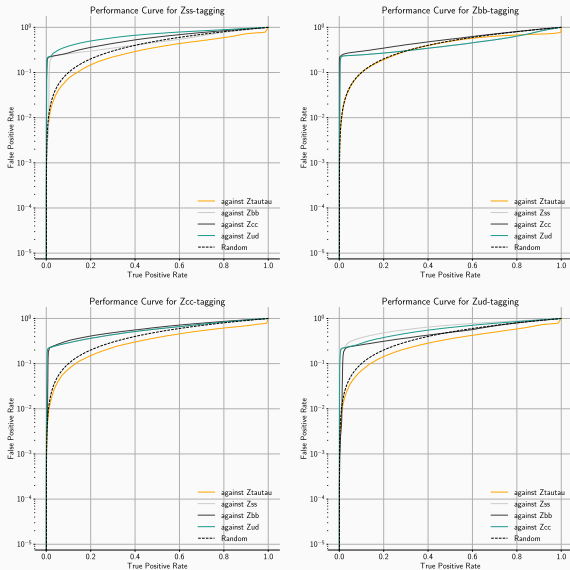 Performance Curve for Zss-tagging
10⁰
10⁻¹
10⁻²
10⁻³
10⁻⁴
10⁻⁵
False Positive Rate
against Ztautau
against Zbb
against Zcc
against Zud
Random
0.0 0.2 0.4 0.6 0.8 1.0
True Positive Rate
Performance Curve for Zbb-tagging
10⁰
10⁻¹
10⁻²
10⁻³
10⁻⁴
10⁻⁵
False Positive Rate
against Ztautau
against Zss
against Zcc
against Zud
Random
0.0 0.2 0.4 0.6 0.8 1.0
True Positive Rate
Performance Curve for Zcc-tagging
10⁰
10⁻¹
10⁻²
10⁻³
10⁻⁴
10⁻⁵
False Positive Rate
against Ztautau
against Zss
against Zbb
against Zud
Random
0.0 0.2 0.4 0.6 0.8 1.0
True Positive Rate
Performance Curve for Zud-tagging
10⁰
10⁻¹
10⁻²
10⁻³
10⁻⁴
10⁻⁵
False Positive Rate
against Ztautau
against Zss
against Zbb
against Zcc
Random
0.0 0.2 0.4 0.6 0.8 1.0
True Positive Rate